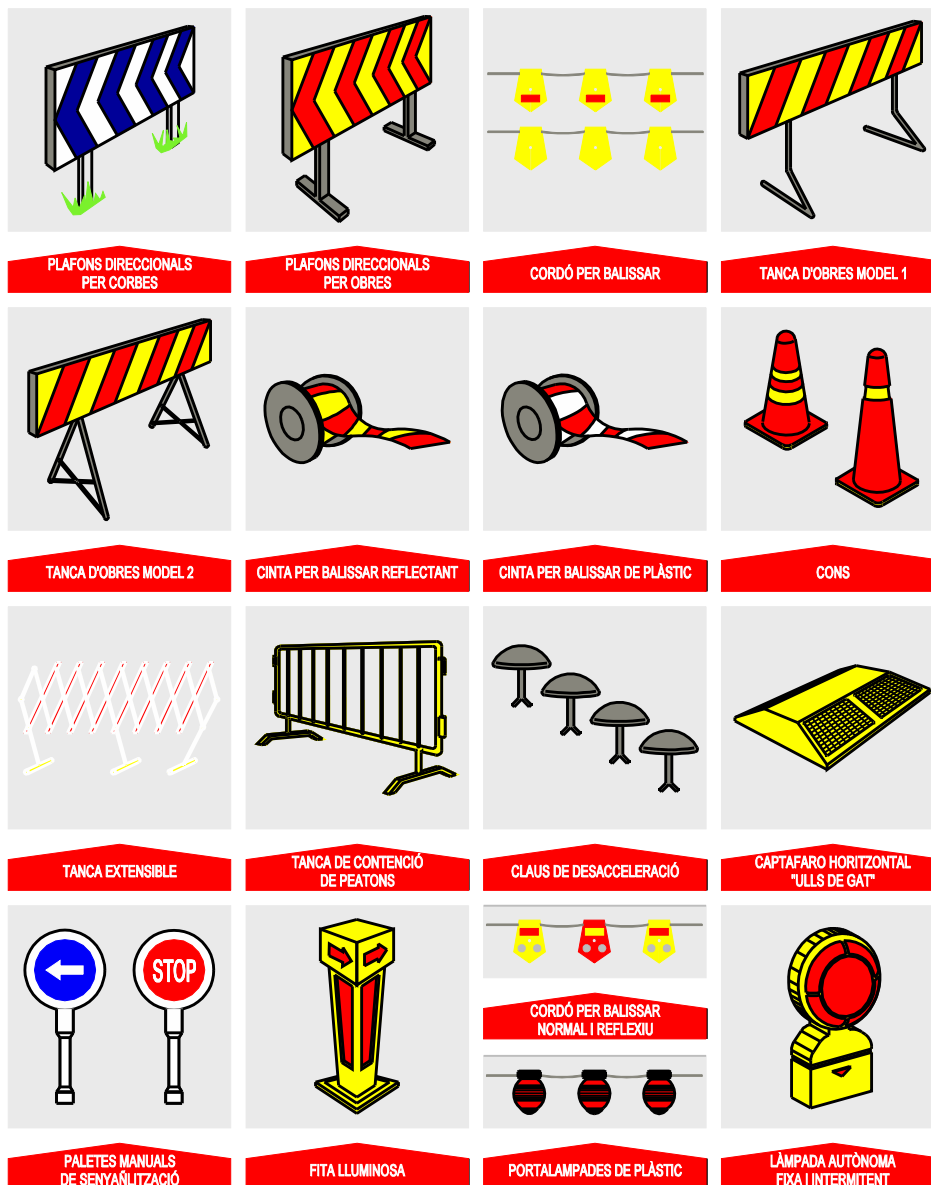 PLAFONS DIRECCIONALS
PER CORBES
PLAFONS DIRECCIONALS
PER OBRES
CORDÓ PER BALISSAR
TANCA D'OBRES MODEL 1
TANCA D'OBRES MODEL 2
CINTA PER BALISSAR REFLECTANT
CINTA PER BALISSAR DE PLÀSTIC
CONS
TANCA EXTENSIBLE
TANCA DE CONTENCIÓ
DE PEATONS
CLAUS DE DESACCELERACIÓ
CAPTAFARO HORITZONTAL
"ULLS DE GAT"
STOP
CORDÓ PER BALISSAR
NORMAL I REFLEXIU
PALETES MANUALS
DE SENYAÑLITZACIÓ
FITA LLUMINOSA
PORTALAMPADES DE PLÀSTIC
LÀMPADA AUTÒNOMA
FIXA I INTERMITENT